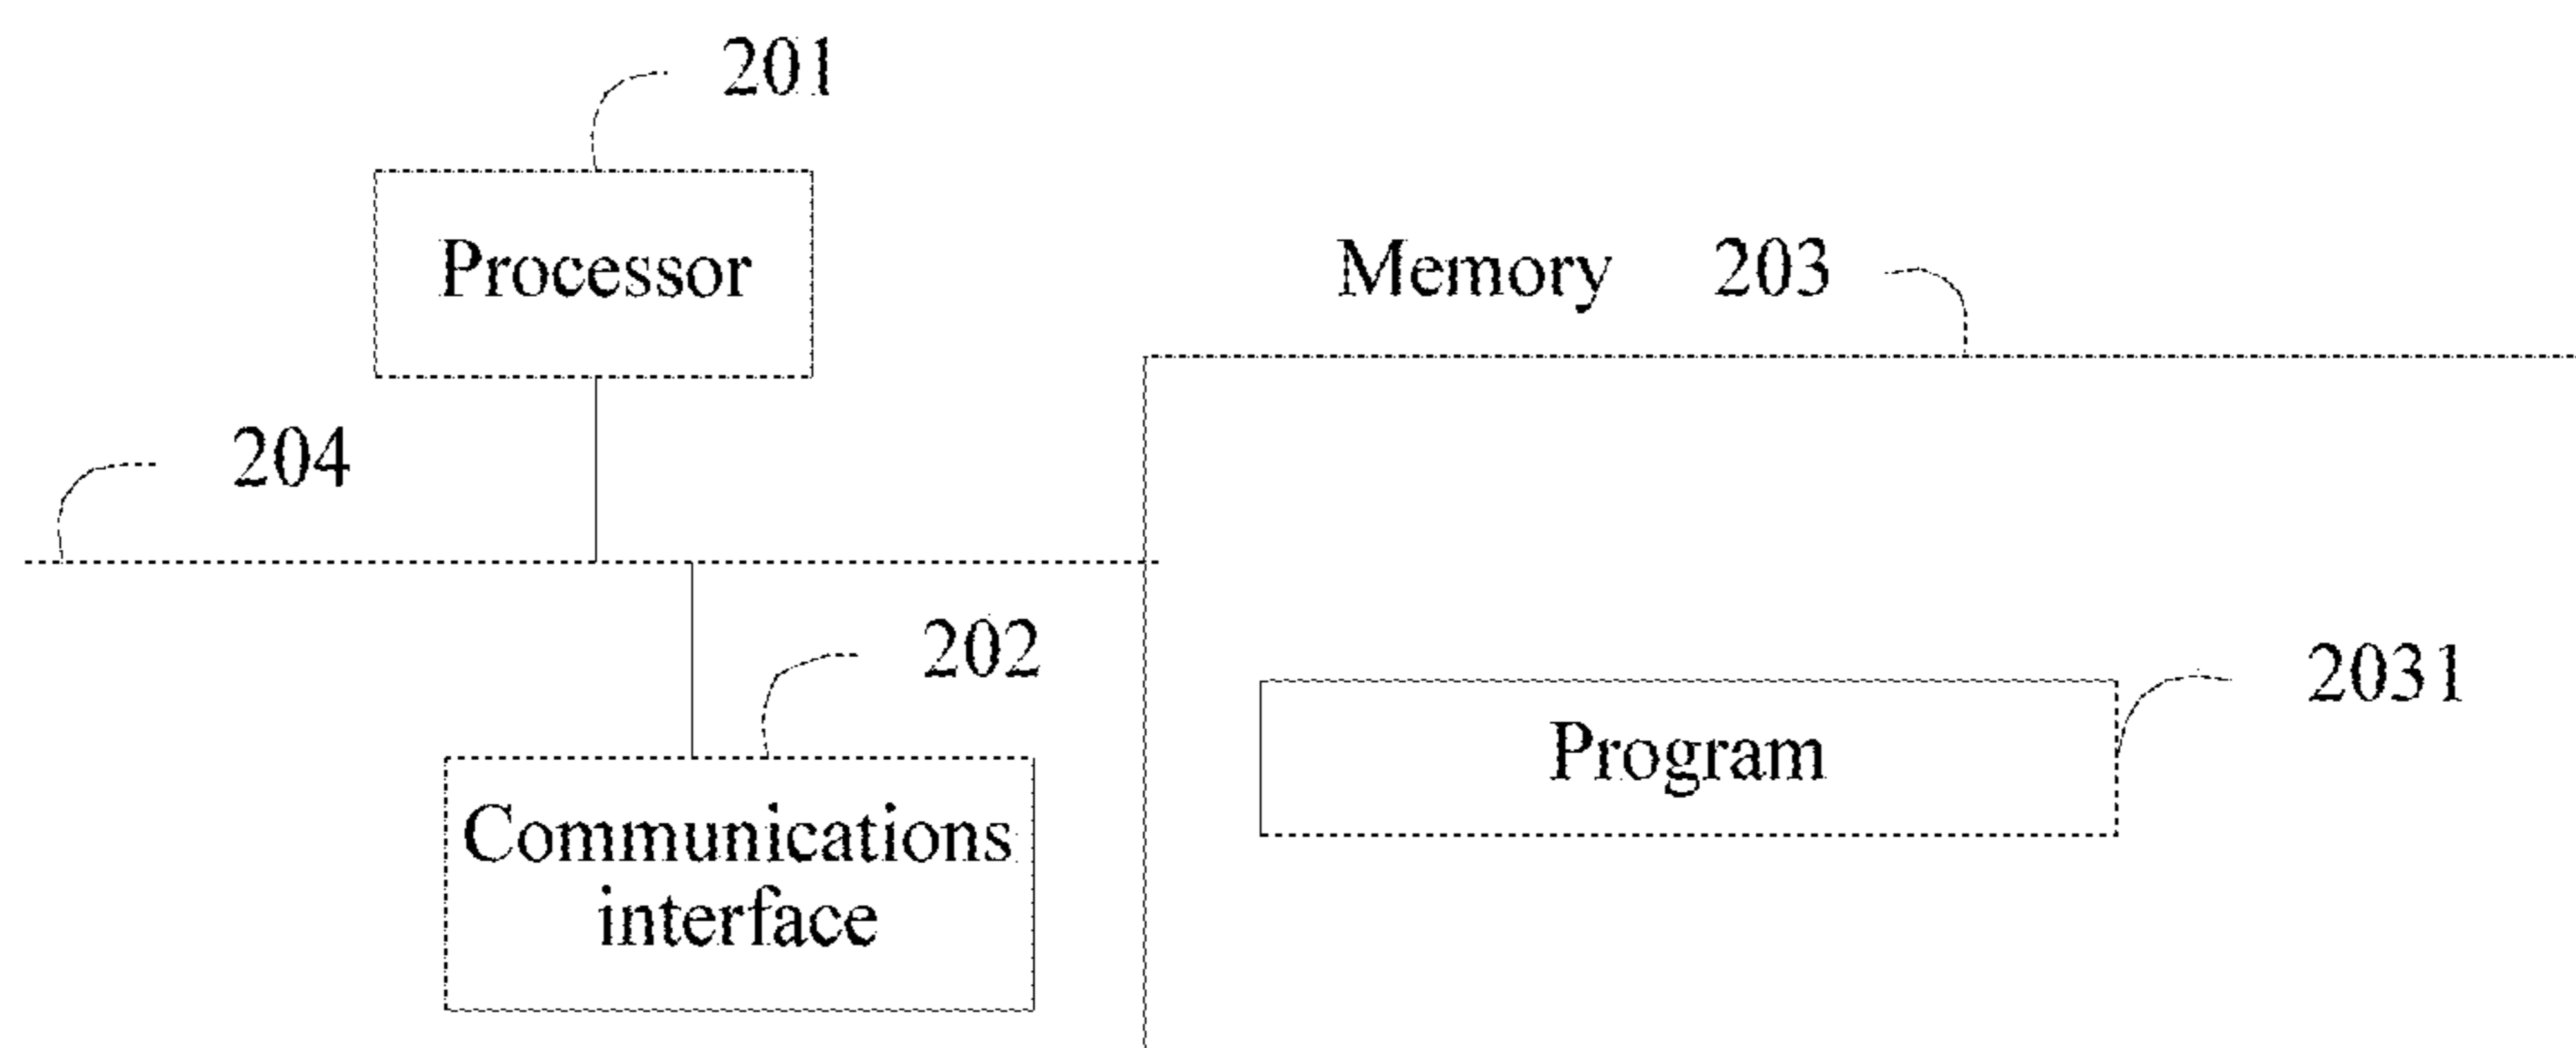 201
Processor
Memory 203
204
202
2031
Program
Communications
interface